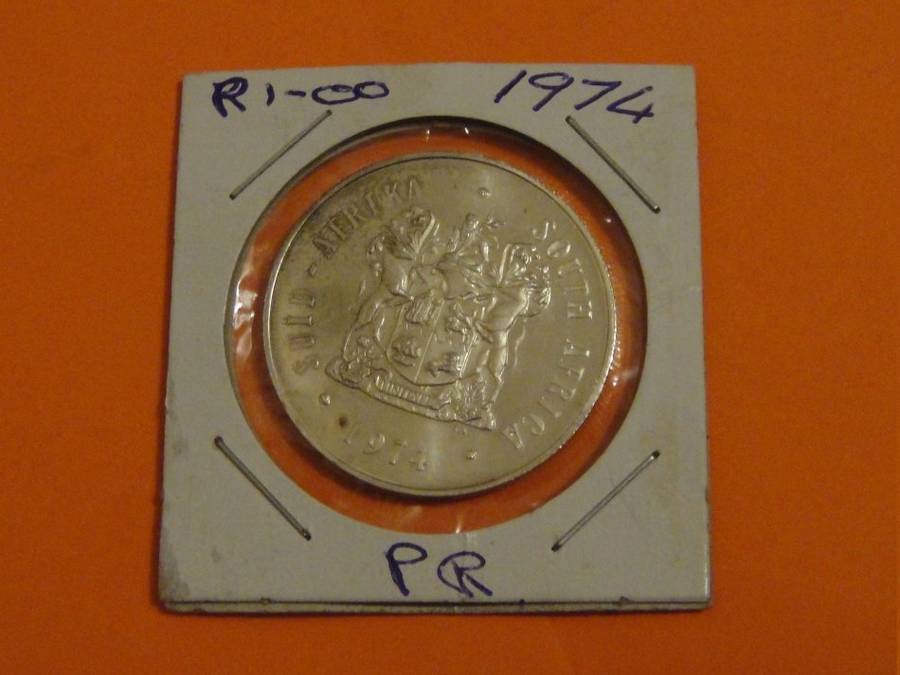 R1-00 1974
SUID-AFRIKA · SOUTH AFRICA
· 1974 ·
PR